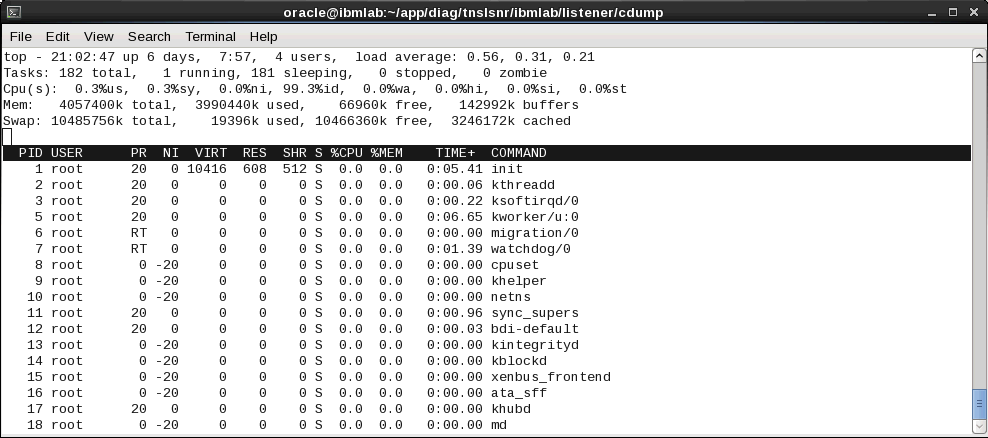 oracle@ibmlab:~/app/diag/tnslsnr/ibmlab/listener/cdump
File Edit View Search Terminal Help
top - 21:02:47 up 6 days,  7:57,  4 users,  load average: 0.56, 0.31, 0.21
Tasks: 182 total,   1 running, 181 sleeping,   0 stopped,   0 zombie
Cpu(s):  0.3%us,  0.3%sy,  0.0%ni, 99.3%id,  0.0%wa,  0.0%hi,  0.0%si,  0.0%st
Mem:   4057400k total,  3990440k used,    66960k free,   142992k buffers
Swap: 10485756k total,    19396k used, 10466360k free,  3246172k cached
  PID USER      PR  NI  VIRT  RES  SHR S %CPU %MEM    TIME+  COMMAND
    1 root      20   0 10416  608  512 S  0.0  0.0   0:05.41 init
    2 root      20   0     0    0    0 S  0.0  0.0   0:00.06 kthreadd
    3 root      20   0     0    0    0 S  0.0  0.0   0:00.22 ksoftirqd/0
    5 root      20   0     0    0    0 S  0.0  0.0   0:06.65 kworker/u:0
    6 root      RT   0     0    0    0 S  0.0  0.0   0:00.00 migration/0
    7 root      RT   0     0    0    0 S  0.0  0.0   0:01.39 watchdog/0
    8 root       0 -20     0    0    0 S  0.0  0.0   0:00.00 cpuset
    9 root       0 -20     0    0    0 S  0.0  0.0   0:00.00 khelper
   10 root       0 -20     0    0    0 S  0.0  0.0   0:00.00 netns
   11 root      20   0     0    0    0 S  0.0  0.0   0:00.96 sync_supers
   12 root      20   0     0    0    0 S  0.0  0.0   0:00.03 bdi-default
   13 root       0 -20     0    0    0 S  0.0  0.0   0:00.00 kintegrityd
   14 root       0 -20     0    0    0 S  0.0  0.0   0:00.00 kblockd
   15 root       0 -20     0    0    0 S  0.0  0.0   0:00.00 xenbus_frontend
   16 root       0 -20     0    0    0 S  0.0  0.0   0:00.00 ata_sff
   17 root      20   0     0    0    0 S  0.0  0.0   0:00.00 khubd
   18 root       0 -20     0    0    0 S  0.0  0.0   0:00.00 md